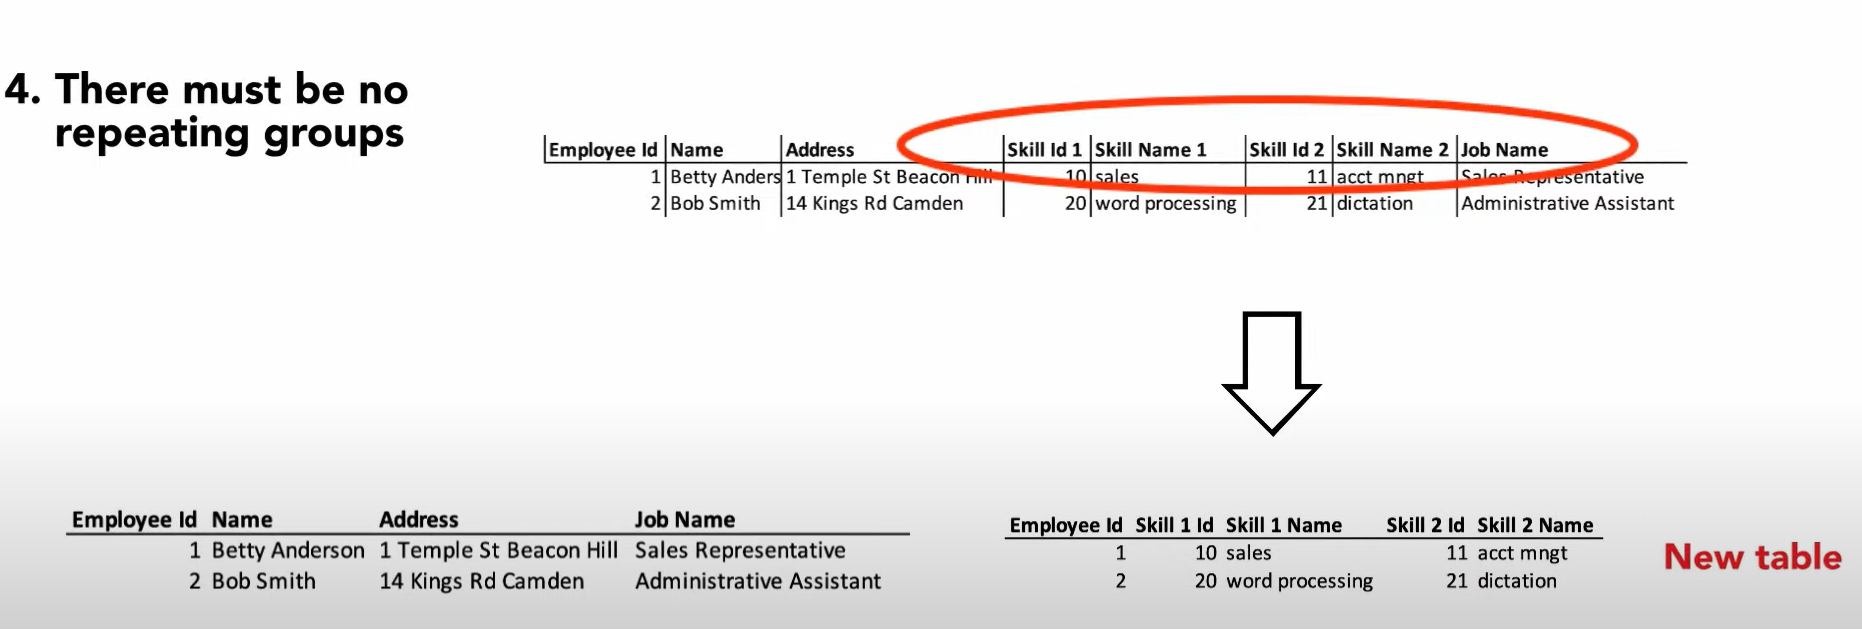 4. There must be no
repeating groups
Employee Id Name Address Skill Id 1 Skill Name 1 Skill Id 2 Skill Name 2 Job Name
1 Betty Anders 1 Temple St Beacon Hill 10 sales 11 acct mngt Sales Representative
2 Bob Smith 14 Kings Rd Camden 20 word processing 21 dictation Administrative Assistant
Employee Id Name Address Job Name
1 Betty Anderson 1 Temple St Beacon Hill Sales Representative
2 Bob Smith 14 Kings Rd Camden Administrative Assistant
Employee Id Skill 1 Id Skill 1 Name Skill 2 Id Skill 2 Name
1 10 sales 11 acct mngt
2 20 word processing 21 dictation
New table